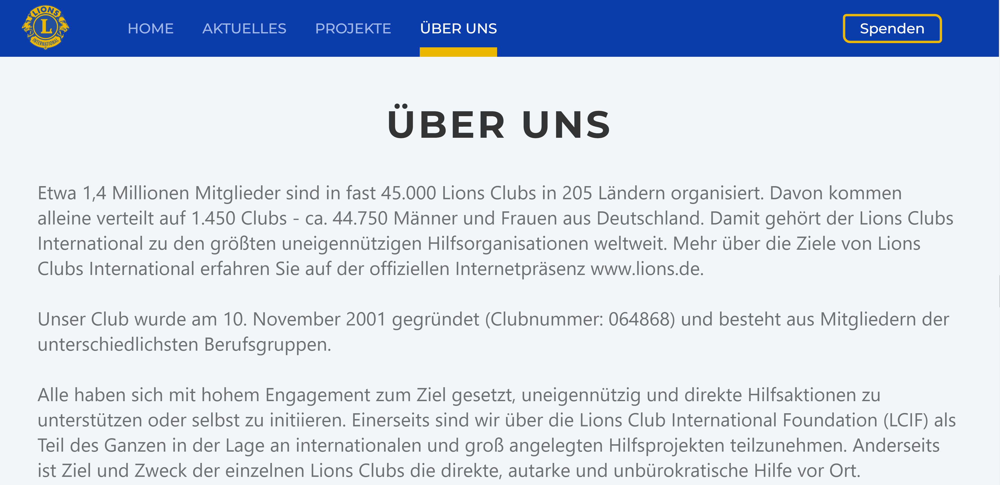 LIONS
L
INTERNATIONAL
HOME AKTUELLES PROJEKTE ÜBER UNS Spenden
ÜBER UNS
Etwa 1,4 Millionen Mitglieder sind in fast 45.000 Lions Clubs in 205 Ländern organisiert. Davon kommen
alleine verteilt auf 1.450 Clubs - ca. 44.750 Männer und Frauen aus Deutschland. Damit gehört der Lions Clubs
International zu den größten uneigennützigen Hilfsorganisationen weltweit. Mehr über die Ziele von Lions
Clubs International erfahren Sie auf der offiziellen Internetpräsenz www.lions.de.
Unser Club wurde am 10. November 2001 gegründet (Clubnummer: 064868) und besteht aus Mitgliedern der
unterschiedlichsten Berufsgruppen.
Alle haben sich mit hohem Engagement zum Ziel gesetzt, uneigennützig und direkte Hilfsaktionen zu
unterstützen oder selbst zu initiieren. Einerseits sind wir über die Lions Club International Foundation (LCIF) als
Teil des Ganzen in der Lage an internationalen und groß angelegten Hilfsprojekten teilzunehmen. Anderseits
ist Ziel und Zweck der einzelnen Lions Clubs die direkte, autarke und unbürokratische Hilfe vor Ort.